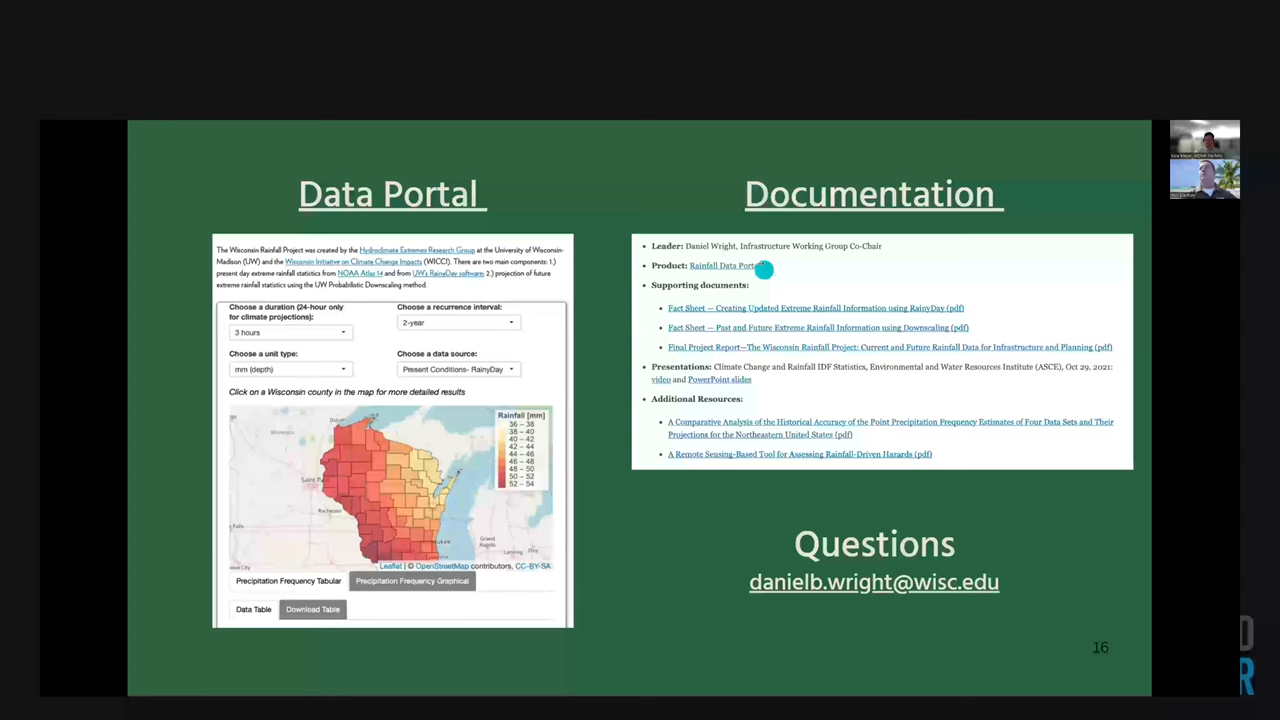 Data Portal
Documentation
The Wisconsin Rainfall Project was created by the Hydroclimate Extremes Research Group at the University of Wisconsin-
Madison (UW) and the Wisconsin Initiative on Climate Change Impacts (WICCI). There are two main components: 1.)
present day extreme rainfall statistics from NOAA Atlas 14 and from UW's RainyDay software; 2.) projection of future
extreme rainfall statistics using the UW Probabilistic Downscaling method.
Choose a duration (24-hour only
for climate projections):
3 hours
Choose a recurrence interval:
2-year
Choose a unit type:
mm (depth)
Choose a data source:
Present Conditions- RainyDay
Click on a Wisconsin county in the map for more detailed results
Rainfall [mm]
36 – 38
38 – 40
40 – 42
42 – 44
44 – 46
46 – 48
48 – 50
50 – 52
52 – 54
Duluth
Minnesota
Saint Pa
Rochester
e Falls
ukee
Grand
Rapids
Lansing
Leaflet | © OpenStreetMap contributors, CC-BY-SA
Precipitation Frequency Tabular
Precipitation Frequency Graphical
Data Table
Download Table
• Leader: Daniel Wright, Infrastructure Working Group Co-Chair
• Product: Rainfall Data Port
• Supporting documents:
• Fact Sheet — Creating Updated Extreme Rainfall Information using RainyDay (pdf)
• Fact Sheet — Past and Future Extreme Rainfall Information using Downscaling (pdf)
• Final Project Report—The Wisconsin Rainfall Project: Current and Future Rainfall Data for Infrastructure and Planning (pdf)
• Presentations: Climate Change and Rainfall IDF Statistics, Environmental and Water Resources Institute (ASCE), Oct 29, 2021:
video and PowerPoint slides
• Additional Resources:
• A Comparative Analysis of the Historical Accuracy of the Point Precipitation Frequency Estimates of Four Data Sets and Their
Projections for the Northeastern United States (pdf)
• A Remote Sensing-Based Tool for Assessing Rainfall-Driven Hazards (pdf)
Questions
danielb.wright@wisc.edu
16
D
R